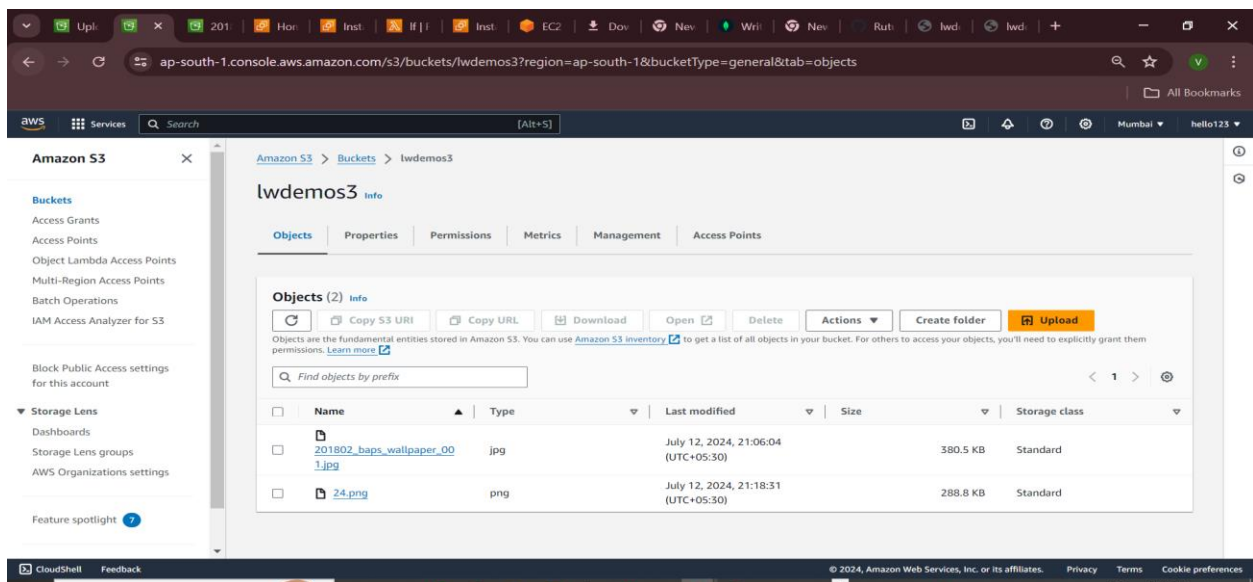 Upl
201
Hon
Inst
If | F
Inst
EC2
Dov
Nev
Writ
Nev
Rut
lwd
lwd
ap-south-1.console.aws.amazon.com/s3/buckets/lwdemos3?region=ap-south-1&bucketType=general&tab=objects
V
All Bookmarks
aws Services Search [Alt+S] Mumbai hello123
Amazon S3
Buckets
Access Grants
Access Points
Object Lambda Access Points
Multi-Region Access Points
Batch Operations
IAM Access Analyzer for S3
Block Public Access settings
for this account
Storage Lens
Dashboards
Storage Lens groups
AWS Organizations settings
Feature spotlight 7
Amazon S3 > Buckets > lwdemos3
lwdemos3 Info
Objects Properties Permissions Metrics Management Access Points
Objects (2) Info
Copy S3 URI Copy URL Download Open Delete Actions Create folder Upload
Objects are the fundamental entities stored in Amazon S3. You can use Amazon S3 inventory to get a list of all objects in your bucket. For others to access your objects, you'll need to explicitly grant them
permissions. Learn more
Find objects by prefix
1
Name Type Last modified Size Storage class
201802_baps_wallpaper_00
1.jpg
jpg
July 12, 2024, 21:06:04
(UTC+05:30)
380.5 KB
Standard
24.png
png
July 12, 2024, 21:18:31
(UTC+05:30)
288.8 KB
Standard
CloudShell Feedback © 2024, Amazon Web Services, Inc. or its affiliates. Privacy Terms Cookie preferences